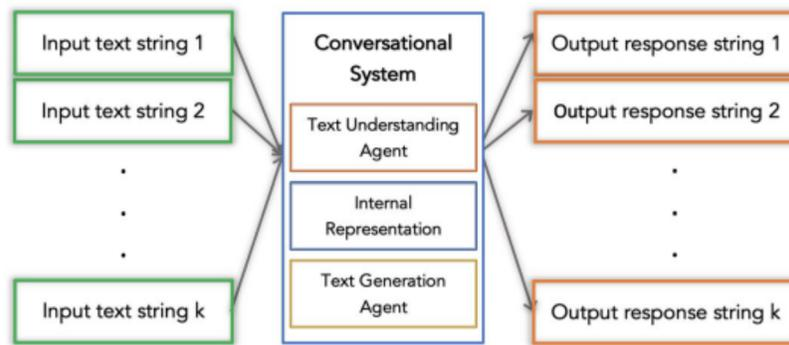 Input text string 1
Input text string 2
.
.
.
Input text string k
Conversational
System
Text Understanding
Agent
Internal
Representation
Text Generation
Agent
Output response string 1
Output response string 2
.
.
.
Output response string k